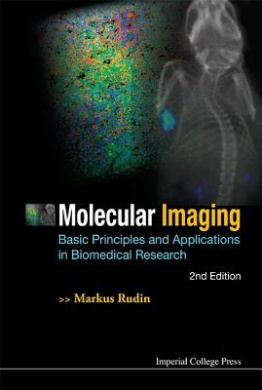 Molecular Imaging
Basic Principles and Applications
in Biomedical Research
2nd Edition
>> Markus Rudin
Imperial College Press